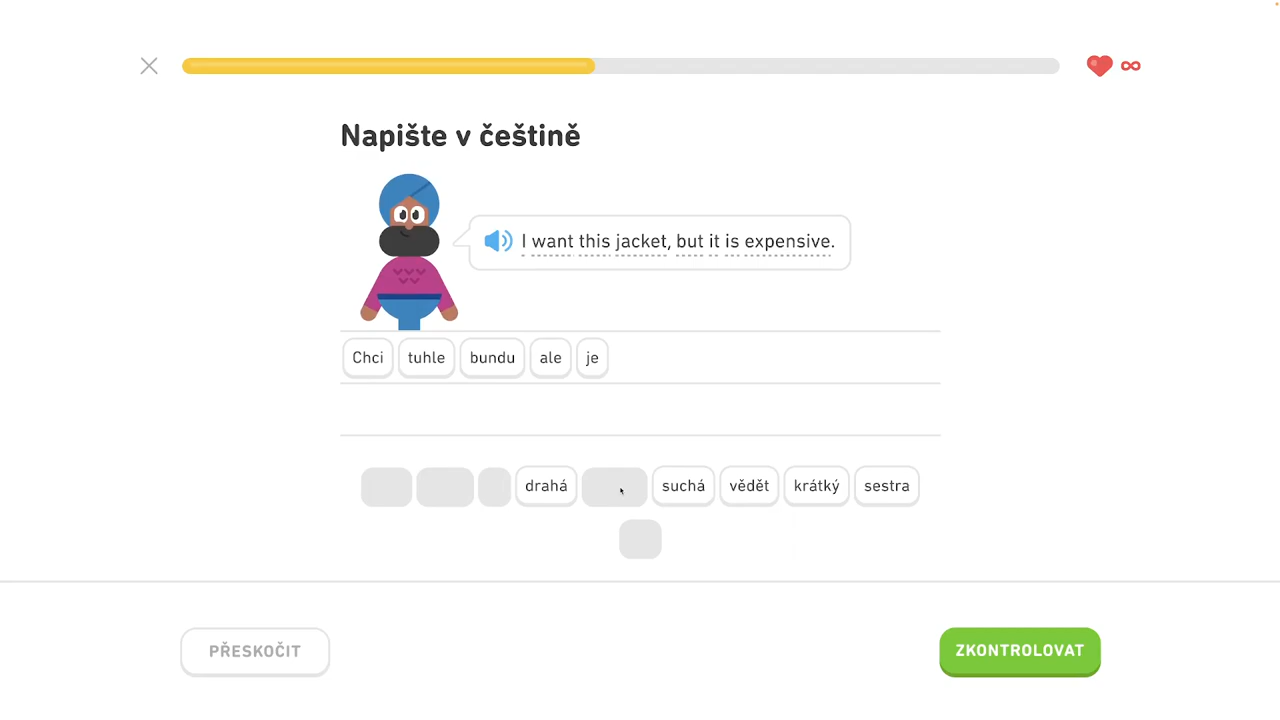 Napište v češtině
I want this jacket, but it is expensive.
Chci tuhle bundu ale je
drahá suchá vědět krátký sestra
PŘESKOČIT ZKONTROLOVAT